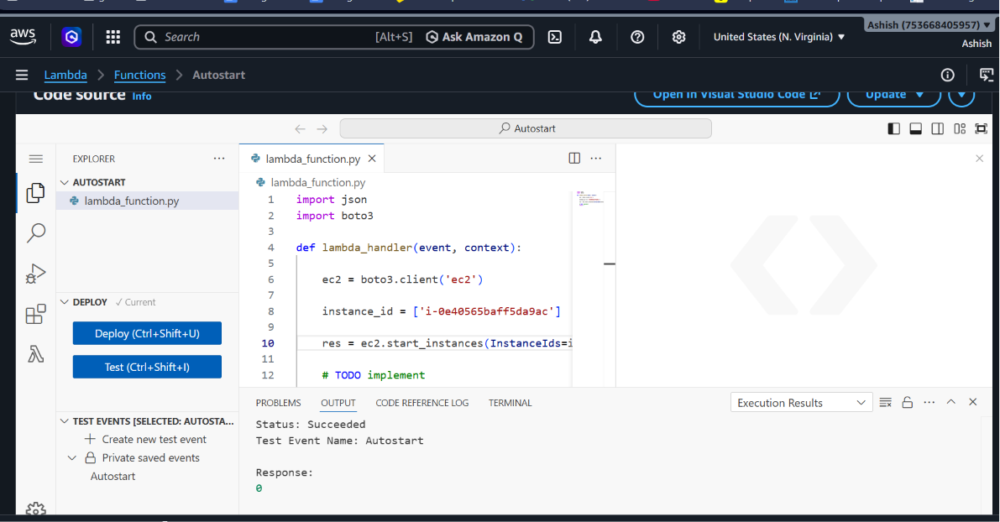 aws
Search
[Alt+S]
Ask Amazon Q
United States (N. Virginia) ▼
Ashish (753668405957) ▼
Ashish
Lambda > Functions > Autostart
Code source Info
Open in Visual Studio Code
Update ▼
Autostart
EXPLORER
AUTOSTART
lambda_function.py
DEPLOY ✓ Current
Deploy (Ctrl+Shift+U)
Test (Ctrl+Shift+I)
TEST EVENTS [SELECTED: AUTOSTA...
Create new test event
Private saved events
Autostart
lambda_function.py
lambda_function.py
1 import json
2 import boto3
3
4 def lambda_handler(event, context):
5
6 ec2 = boto3.client('ec2')
7
8 instance_id = ['i-0e40565baff5da9ac']
9
10 res = ec2.start_instances(InstanceIds=i
11
12 # TODO implement
PROBLEMS OUTPUT CODE REFERENCE LOG TERMINAL
Execution Results
Status: Succeeded
Test Event Name: Autostart
Response:
0